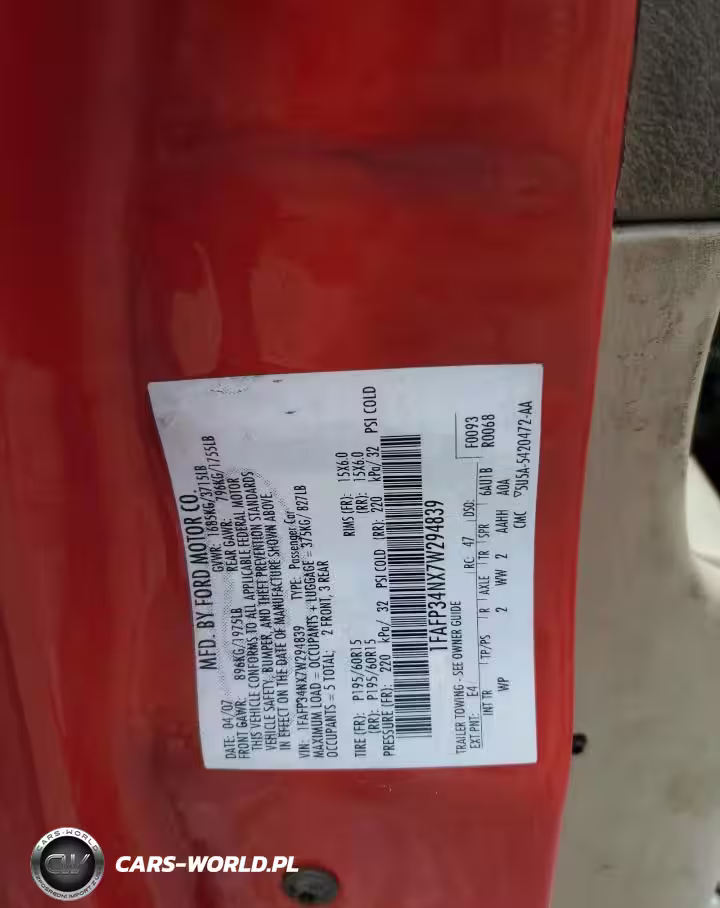 MFD. BY FORD MOTOR CO.
DATE: 04/07 GVWR: 1685KG/3715LB
FRONT GAWR: 896KG/1975LB REAR GAWR: 796KG/1755LB
THIS VEHICLE CONFORMS TO ALL APPLICABLE FEDERAL MOTOR
VEHICLE SAFETY, BUMPER, AND THEFT PREVENTION STANDARDS
IN EFFECT ON THE DATE OF MANUFACTURE SHOWN ABOVE.
VIN: 1FAFP34NX7W294839 TYPE: Passenger Car
MAXIMUM LOAD = OCCUPANTS + LUGGAGE = 375KG/ 827LB
OCCUPANTS = 5 TOTAL: 2 FRONT, 3 REAR
TIRE (FR): P195/60R15 RIMS (FR): 15X6.0
(RR): P195/60R15 (RR): 15X6.0
PRESSURE (FR): 220 kPa/ 32 PSI COLD (RR): 220 kPa/ 32 PSI COLD
1FAFP34NX7W294839
TRAILER TOWING - SEE OWNER GUIDE F0093
EXT PNT: E4 RC: 47 DSO: R0068
INT TR TP/PS R AXLE TR SPR 6AU1B
WP 2 WW 2 AAHH A0A
CMC ▽5U5A-5420472-AA
CARS-WORLD
CW
CARS-WORLD.PL